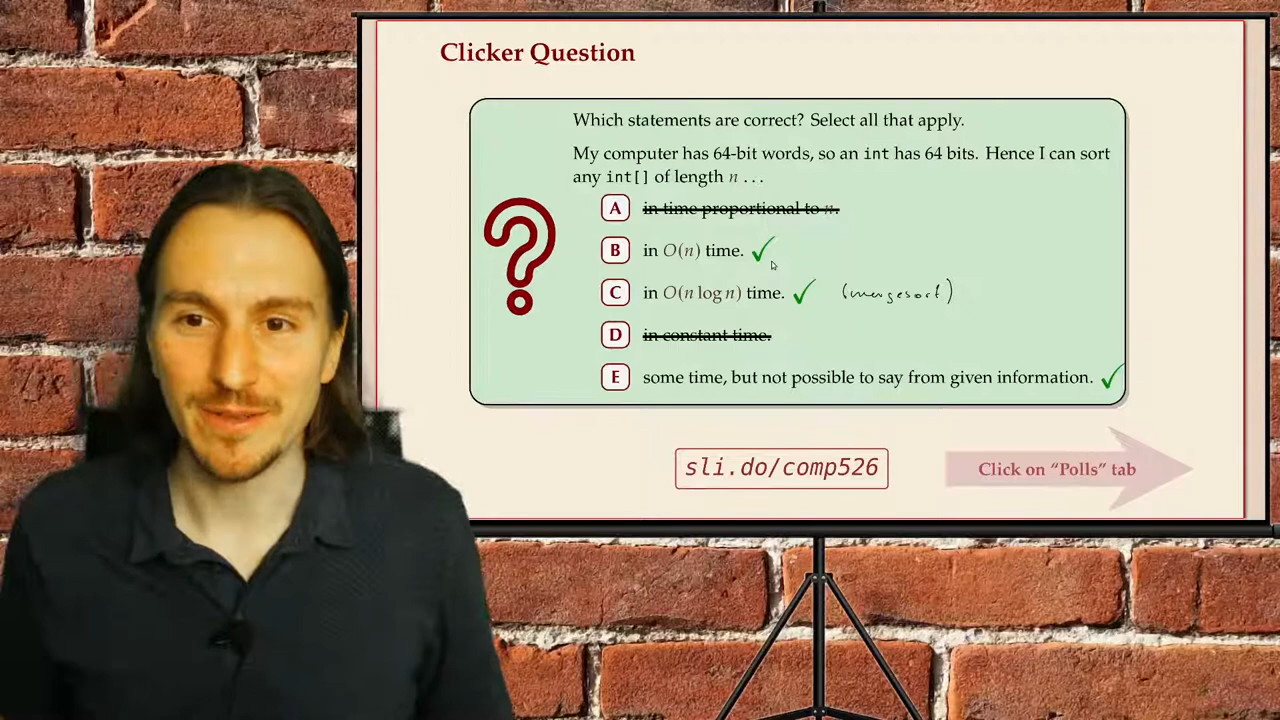 Clicker Question
Which statements are correct? Select all that apply.
My computer has 64-bit words, so an int has 64 bits. Hence I can sort
any int[] of length n …
A in time proportional to n.
B in O(n) time. ✓
C in O(n log n) time. ✓ (mergesort)
D in constant time.
E some time, but not possible to say from given information. ✓
sli.do/comp526
Click on “Polls” tab